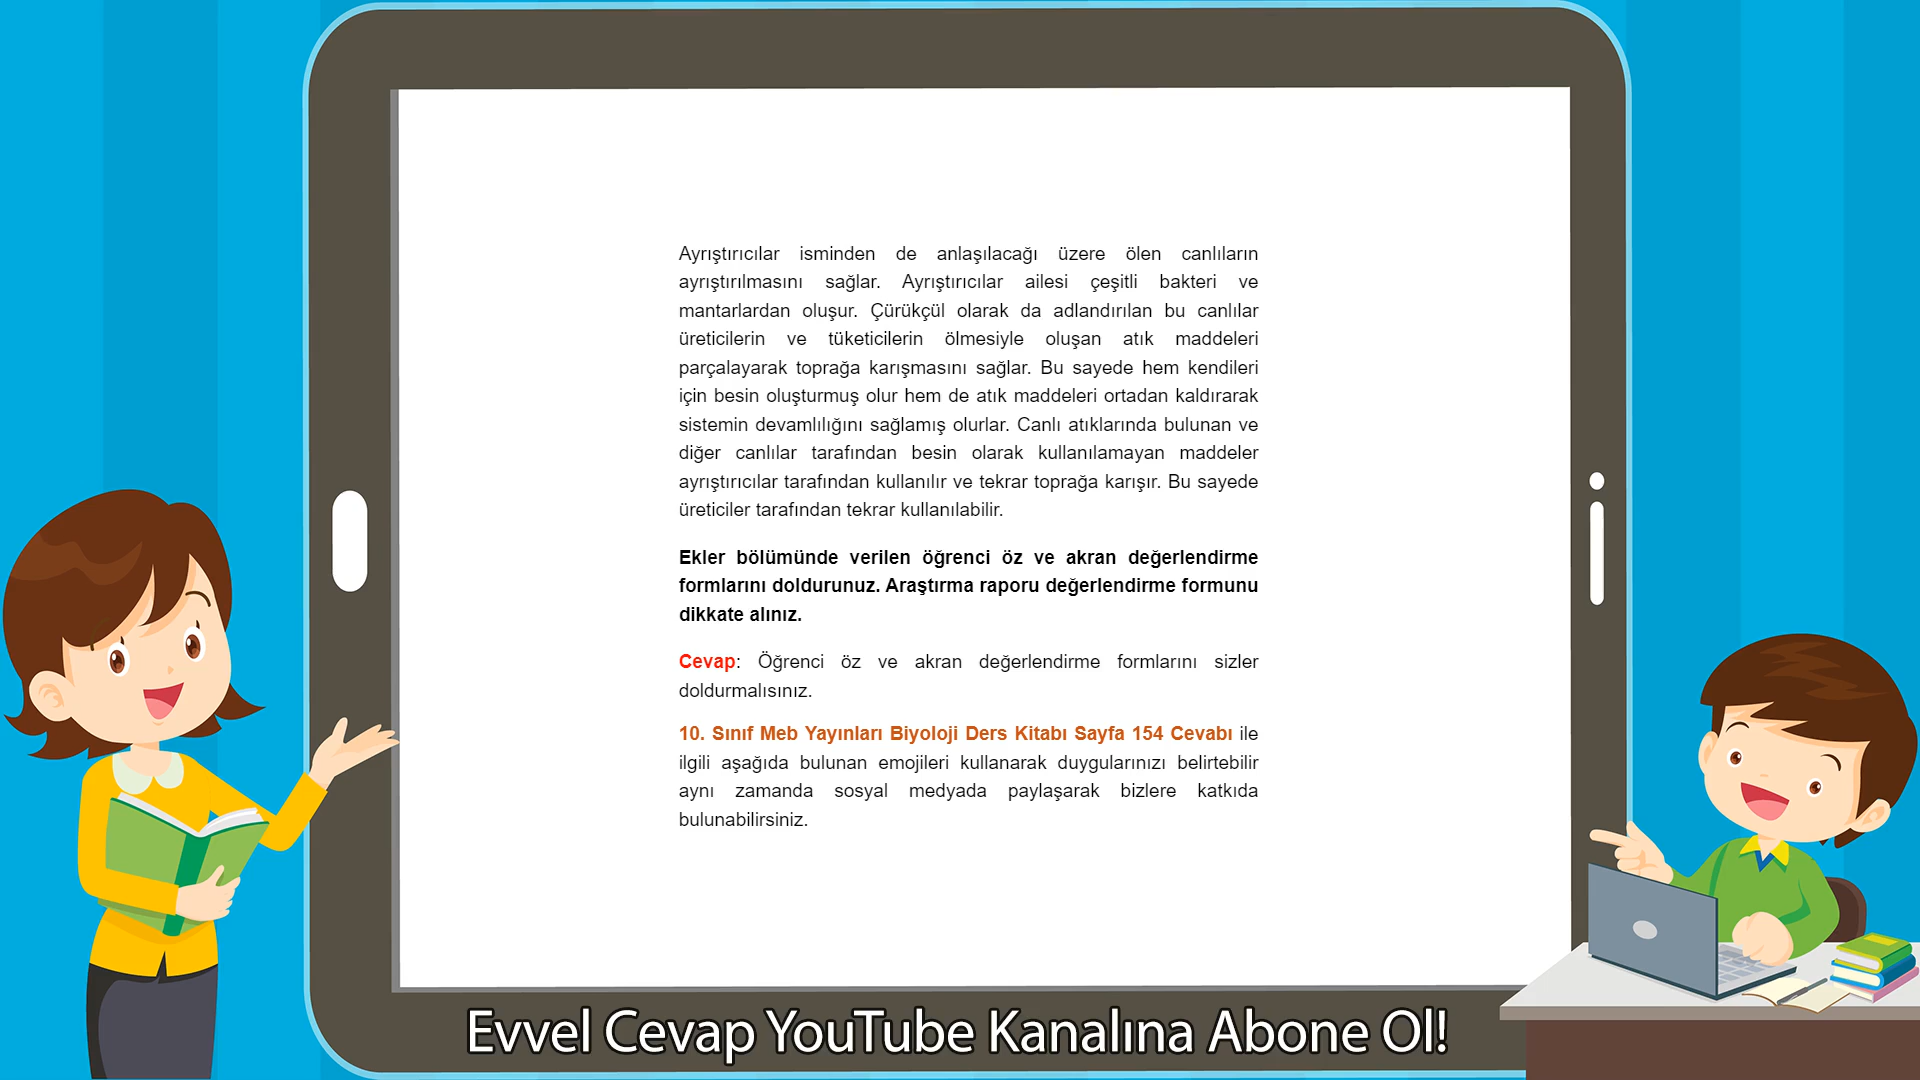 Ayrıştırıcılar isminden de anlaşılacağı üzere ölen canlıların
ayrıştırılmasını sağlar. Ayrıştırıcılar ailesi çeşitli bakteri ve
mantarlardan oluşur. Çürükçül olarak da adlandırılan bu canlılar
üreticilerin ve tüketicilerin ölmesiyle oluşan atık maddeleri
parçalayarak toprağa karışmasını sağlar. Bu sayede hem kendileri
için besin oluşturmuş olur hem de atık maddeleri ortadan kaldırarak
sistemin devamlılığını sağlamış olurlar. Canlı atıklarında bulunan ve
diğer canlılar tarafından besin olarak kullanılamayan maddeler
ayrıştırıcılar tarafından kullanılır ve tekrar toprağa karışır. Bu sayede
üreticiler tarafından tekrar kullanılabilir.
Ekler bölümünde verilen öğrenci öz ve akran değerlendirme
formlarını doldurunuz. Araştırma raporu değerlendirme formunu
dikkate alınız.
Cevap: Öğrenci öz ve akran değerlendirme formlarını sizler
doldurmalısınız.
10. Sınıf Meb Yayınları Biyoloji Ders Kitabı Sayfa 154 Cevabı ile
ilgili aşağıda bulunan emojileri kullanarak duygularınızı belirtebilir
aynı zamanda sosyal medyada paylaşarak bizlere katkıda
bulunabilirsiniz.
Evvel Cevap YouTube Kanalına Abone Ol!